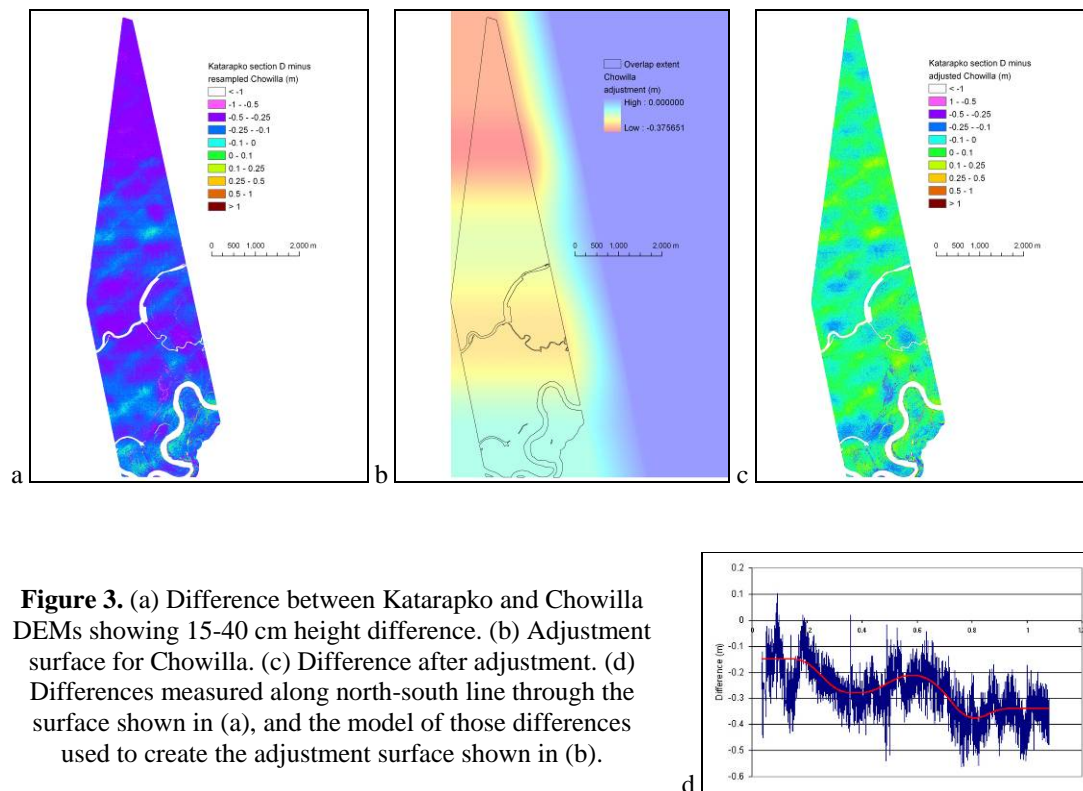 Katarapko section D minus
resampled Chowilla (m)
< -1
-1 - -0.5
-0.5 - -0.25
-0.25 - -0.1
-0.1 - 0
0 - 0.1
0.1 - 0.25
0.25 - 0.5
0.5 - 1
> 1
0 500 1,000 2,000 m
a
Overlap extent
Chowilla
adjustment (m)
High : 0.000000
Low : -0.375651
0 500 1,000 2,000 m
b
Katarapko section D minus
adjusted Chowilla (m)
< -1
1 - -0.5
-0.5 - -0.25
-0.25 - -0.1
-0.1 - 0
0 - 0.1
0.1 - 0.25
0.25 - 0.5
0.5 - 1
> 1
0 500 1,000 2,000 m
c
Figure 3. (a) Difference between Katarapko and Chowilla
DEMs showing 15-40 cm height difference. (b) Adjustment
surface for Chowilla. (c) Difference after adjustment. (d)
Differences measured along north-south line through the
surface shown in (a), and the model of those differences
used to create the adjustment surface shown in (b).
0.2
0.1
0
-0.1
-0.2
-0.3
-0.4
-0.5
-0.6
Difference (m)
0 0.2 0.4 0.6 0.8 1
d